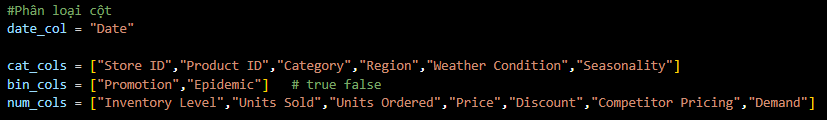 #Phân loại cột
date_col = "Date"
cat_cols = ["Store ID","Product ID","Category","Region","Weather Condition","Seasonality"]
bin_cols = ["Promotion","Epidemic"]   # true false
num_cols = ["Inventory Level","Units Sold","Units Ordered","Price","Discount","Competitor Pricing","Demand"]